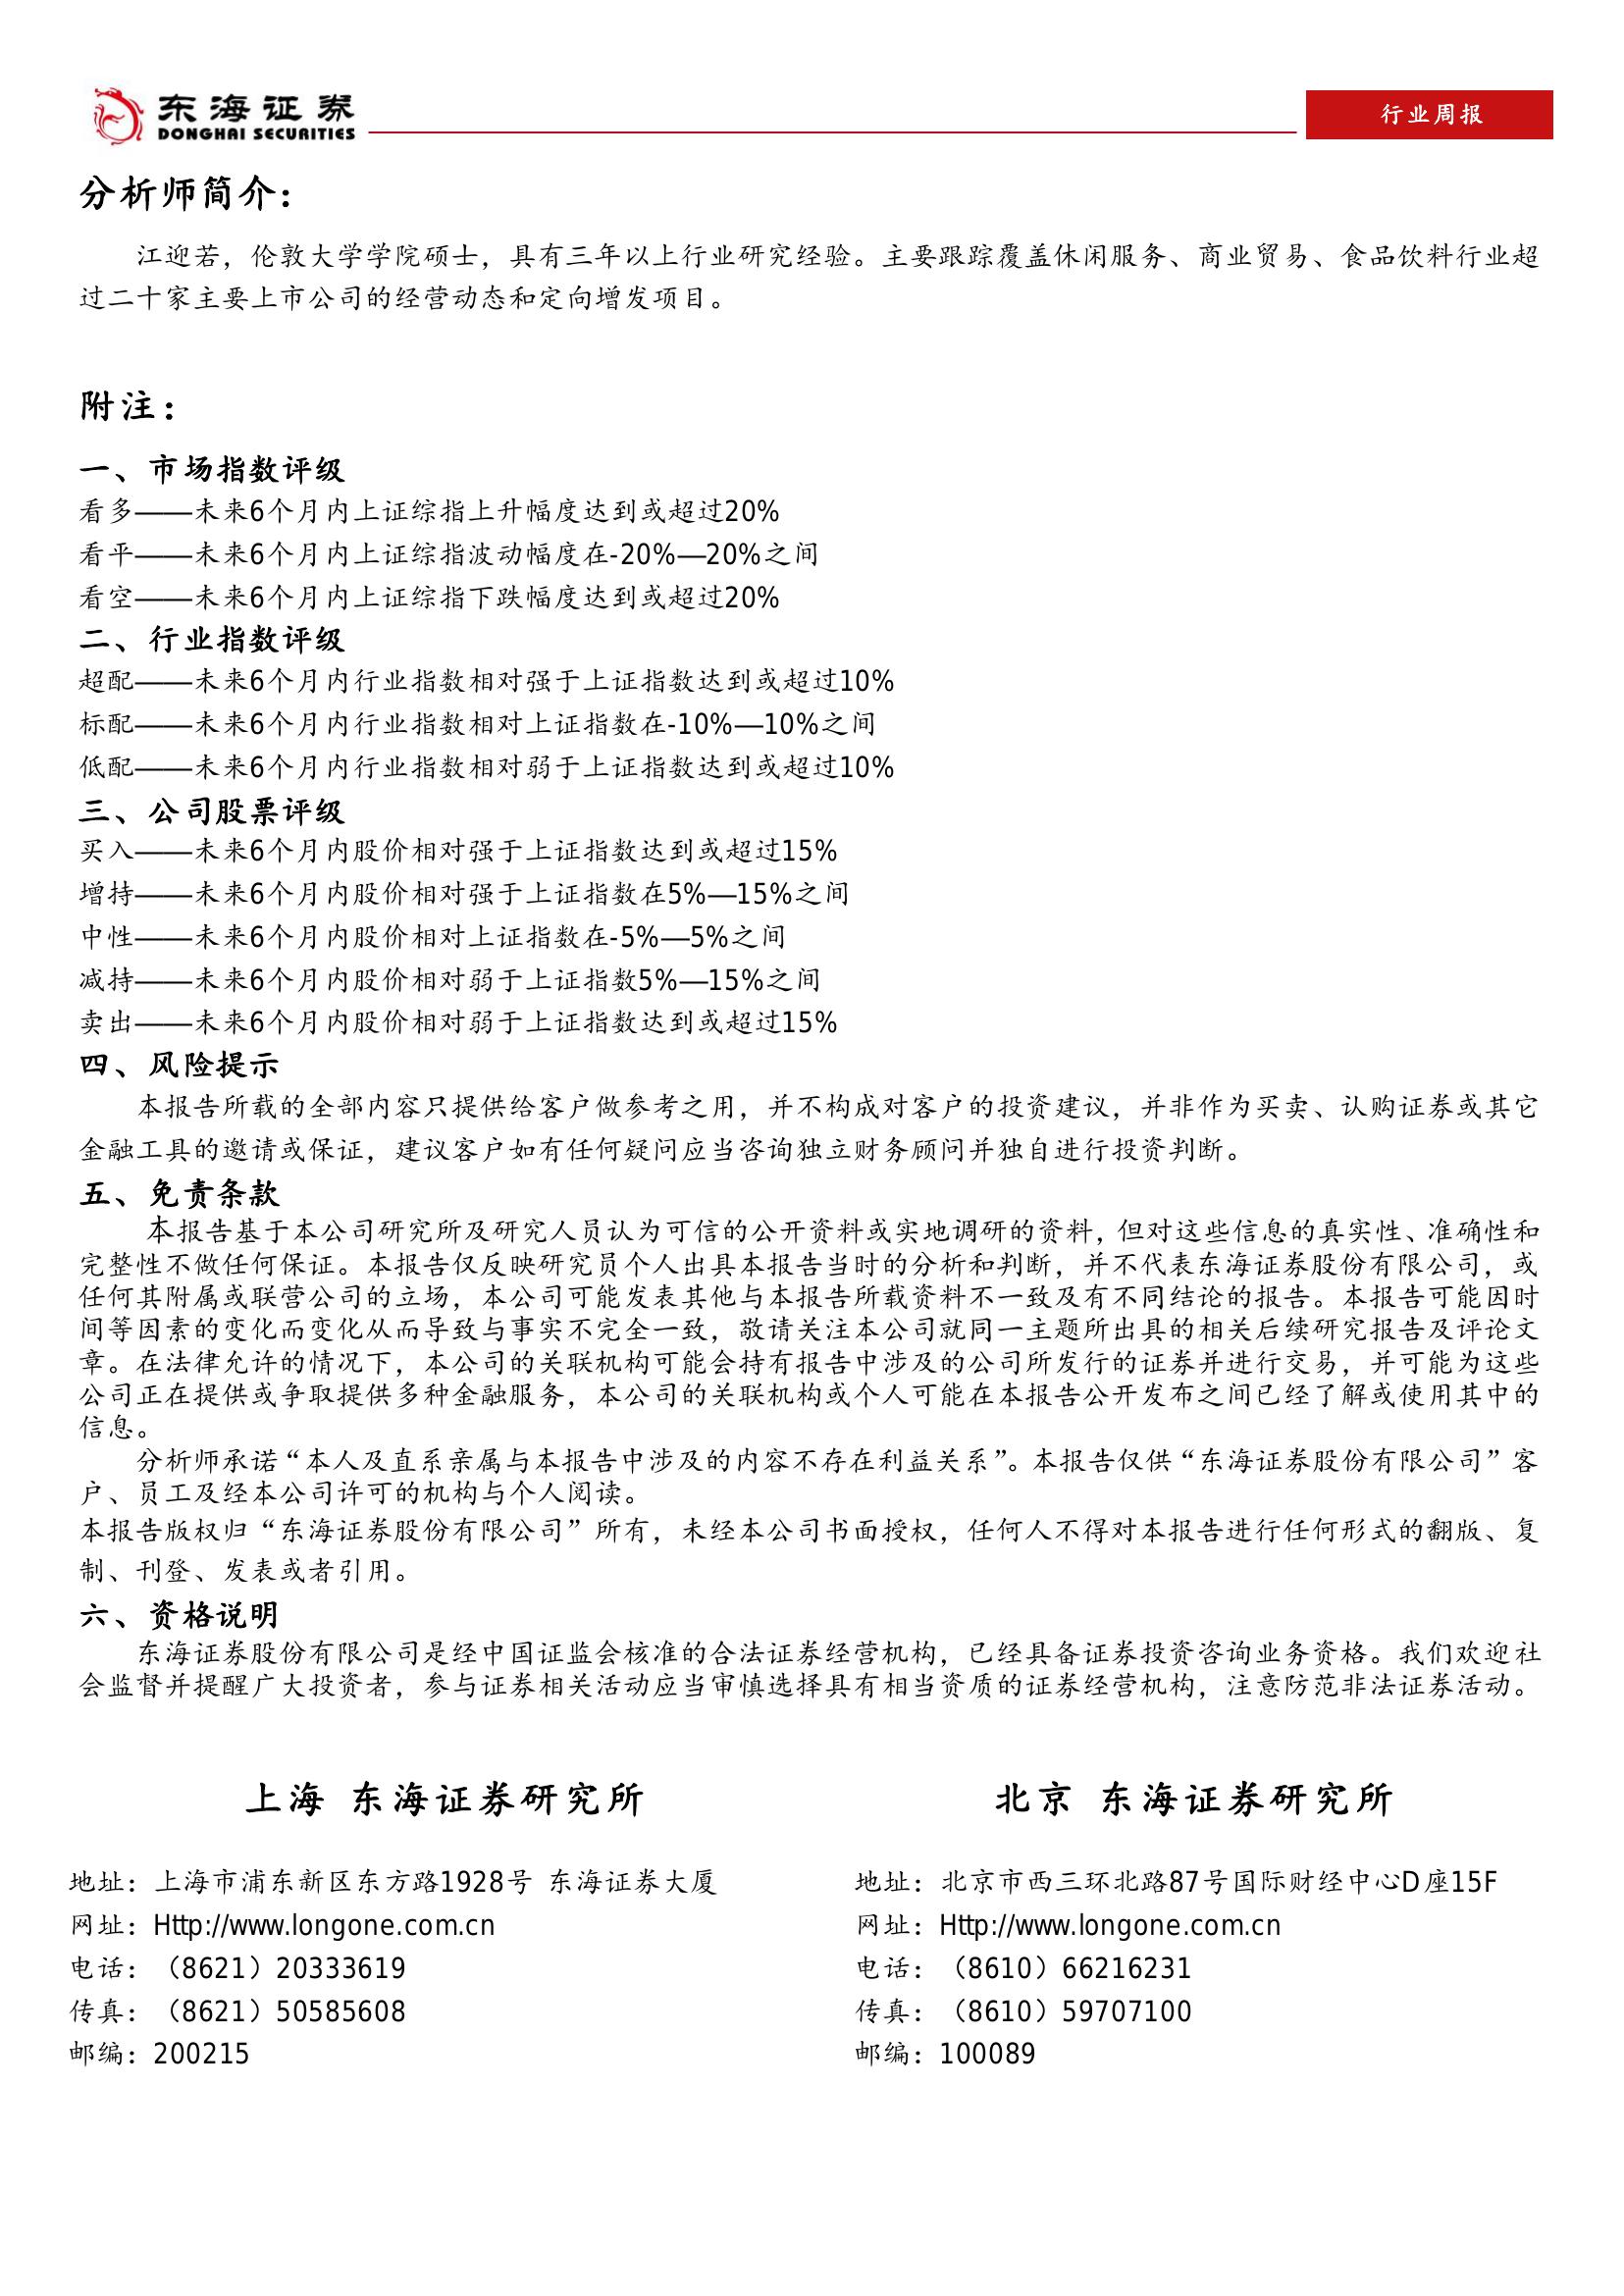 东海证券
DONGHAI SECURITIES
行业周报
分析师简介：
江迎若，伦敦大学学院硕士，具有三年以上行业研究经验。主要跟踪覆盖休闲服务、商业贸易、食品饮料行业超
过二十家主要上市公司的经营动态和定向增发项目。
附注：
一、市场指数评级
看多——未来6个月内上证综指上升幅度达到或超过20%
看平——未来6个月内上证综指波动幅度在-20%—20%之间
看空——未来6个月内上证综指下跌幅度达到或超过20%
二、行业指数评级
超配——未来6个月内行业指数相对强于上证指数达到或超过10%
标配——未来6个月内行业指数相对上证指数在-10%—10%之间
低配——未来6个月内行业指数相对弱于上证指数达到或超过10%
三、公司股票评级
买入——未来6个月内股价相对强于上证指数达到或超过15%
增持——未来6个月内股价相对强于上证指数在5%—15%之间
中性——未来6个月内股价相对上证指数在-5%—5%之间
减持——未来6个月内股价相对弱于上证指数5%—15%之间
卖出——未来6个月内股价相对弱于上证指数达到或超过15%
四、风险提示
本报告所载的全部内容只提供给客户做参考之用，并不构成对客户的投资建议，并非作为买卖、认购证券或其它
金融工具的邀请或保证，建议客户如有任何疑问应当咨询独立财务顾问并独自进行投资判断。
五、免责条款
本报告基于本公司研究所及研究人员认为可信的公开资料或实地调研的资料，但对这些信息的真实性、准确性和
完整性不做任何保证。本报告仅反映研究员个人出具本报告当时的分析和判断，并不代表东海证券股份有限公司，或
任何其附属或联营公司的立场，本公司可能发表其他与本报告所载资料不一致及有不同结论的报告。本报告可能因时
间等因素的变化而变化从而导致与事实不完全一致，敬请关注本公司就同一主题所出具的相关后续研究报告及评论文
章。在法律允许的情况下，本公司的关联机构可能会持有报告中涉及的公司所发行的证券并进行交易，并可能为这些
公司正在提供或争取提供多种金融服务，本公司的关联机构或个人可能在本报告公开发布之间已经了解或使用其中的
信息。
分析师承诺“本人及直系亲属与本报告中涉及的内容不存在利益关系”。本报告仅供“东海证券股份有限公司”客
户、员工及经本公司许可的机构与个人阅读。
本报告版权归“东海证券股份有限公司”所有，未经本公司书面授权，任何人不得对本报告进行任何形式的翻版、复
制、刊登、发表或者引用。
六、资格说明
东海证券股份有限公司是经中国证监会核准的合法证券经营机构，已经具备证券投资咨询业务资格。我们欢迎社
会监督并提醒广大投资者，参与证券相关活动应当审慎选择具有相当资质的证券经营机构，注意防范非法证券活动。
上海 东海证券研究所
地址：上海市浦东新区东方路1928号 东海证券大厦
网址：Http://www.longone.com.cn
电话：（8621）20333619
传真：（8621）50585608
邮编：200215
北京 东海证券研究所
地址：北京市西三环北路87号国际财经中心D座15F
网址：Http://www.longone.com.cn
电话：（8610）66216231
传真：（8610）59707100
邮编：100089